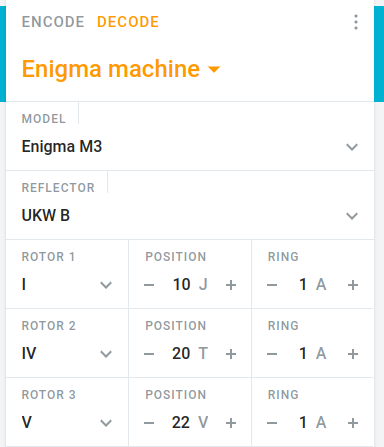 ENCODE DECODE
Enigma machine
MODEL
Enigma M3
REFLECTOR
UKW B
ROTOR 1 POSITION RING
I − 10 J + − 1 A +
ROTOR 2 POSITION RING
IV − 20 T + − 1 A +
ROTOR 3 POSITION RING
V − 22 V + − 1 A +